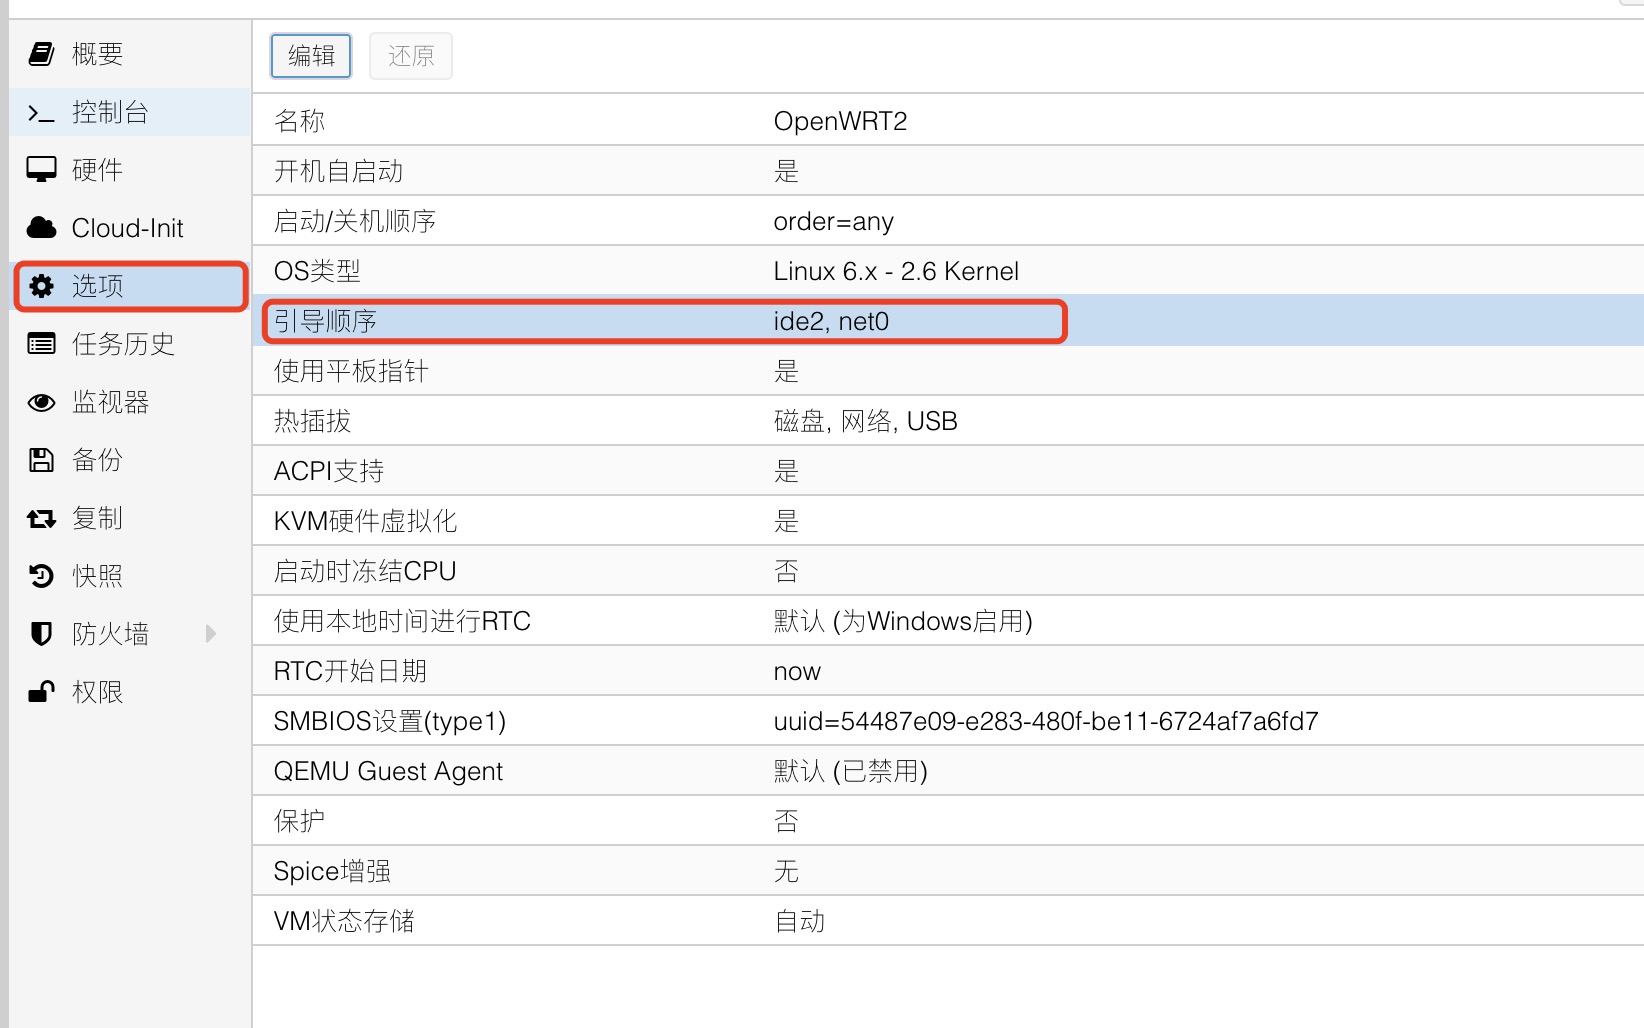 概要
控制台
硬件
Cloud-Init
选项
任务历史
监视器
备份
复制
快照
防火墙
权限
编辑 还原
名称 OpenWRT2
开机自启动 是
启动/关机顺序 order=any
OS类型 Linux 6.x - 2.6 Kernel
引导顺序 ide2, net0
使用平板指针 是
热插拔 磁盘, 网络, USB
ACPI支持 是
KVM硬件虚拟化 是
启动时冻结CPU 否
使用本地时间进行RTC 默认 (为Windows启用)
RTC开始日期 now
SMBIOS设置(type1) uuid=54487e09-e283-480f-be11-6724af7a6fd7
QEMU Guest Agent 默认 (已禁用)
保护 否
Spice增强 无
VM状态存储 自动